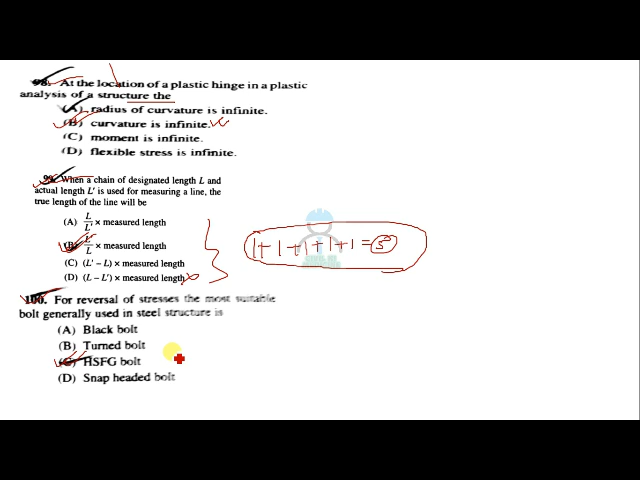 98. At the location of a plastic hinge in a plastic
analysis of a structure the
(A) radius of curvature is infinite.
(B) curvature is infinite.
(C) moment is infinite.
(D) flexible stress is infinite.
99. When a chain of designated length L and
actual length L' is used for measuring a line, the
true length of the line will be
(A) L/L' × measured length
(B) L'/L × measured length
(C) (L' – L) × measured length
(D) (L – L') × measured length
1+1+1+1+1=5
100. For reversal of stresses the most suitable
bolt generally used in steel structure is
(A) Black bolt
(B) Turned bolt
(C) HSFG bolt
(D) Snap headed bolt